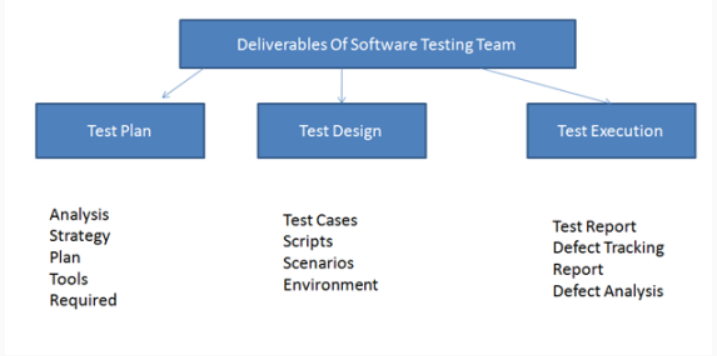 Deliverables Of Software Testing Team
Test Plan
Test Design
Test Execution
Analysis
Strategy
Plan
Tools
Required
Test Cases
Scripts
Scenarios
Environment
Test Report
Defect Tracking
Report
Defect Analysis